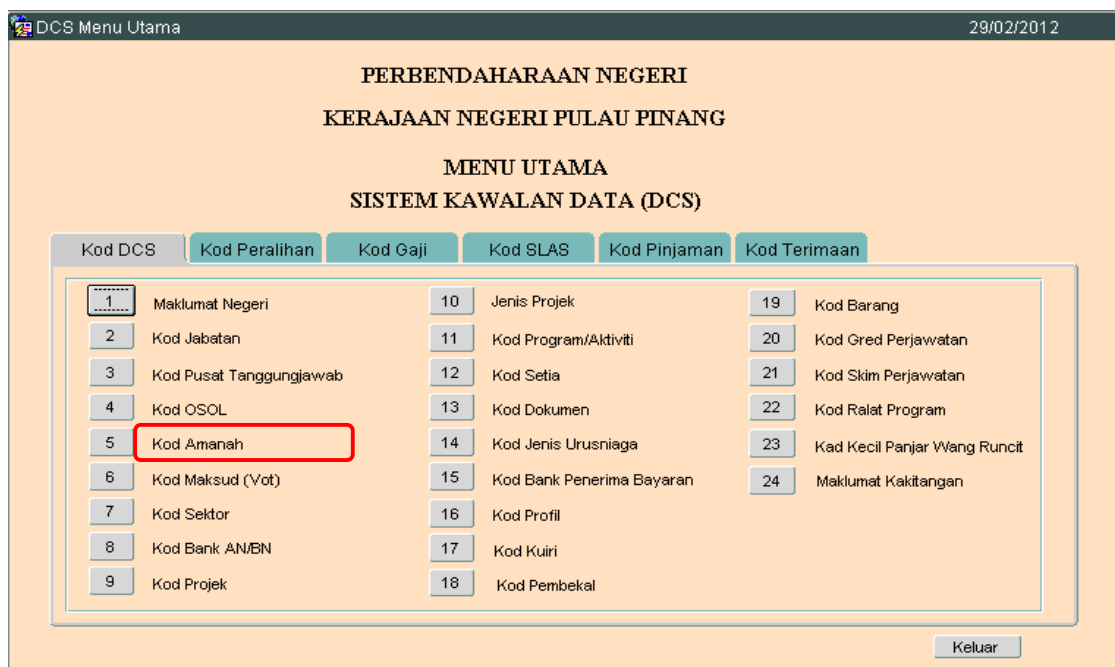 DCS Menu Utama 29/02/2012
PERBENDAHARAAN NEGERI
KERAJAAN NEGERI PULAU PINANG
MENU UTAMA
SISTEM KAWALAN DATA (DCS)
Kod DCS Kod Peralihan Kod Gaji Kod SLAS Kod Pinjaman Kod Terimaan
1 Maklumat Negeri
2 Kod Jabatan
3 Kod Pusat Tanggungjawab
4 Kod OSOL
5 Kod Amanah
6 Kod Maksud (Vot)
7 Kod Sektor
8 Kod Bank AN/BN
9 Kod Projek
10 Jenis Projek
11 Kod Program/Aktiviti
12 Kod Setia
13 Kod Dokumen
14 Kod Jenis Urusniaga
15 Kod Bank Penerima Bayaran
16 Kod Profil
17 Kod Kuiri
18 Kod Pembekal
19 Kod Barang
20 Kod Gred Perjawatan
21 Kod Skim Perjawatan
22 Kod Ralat Program
23 Kad Kecil Panjar Wang Runcit
24 Maklumat Kakitangan
Keluar